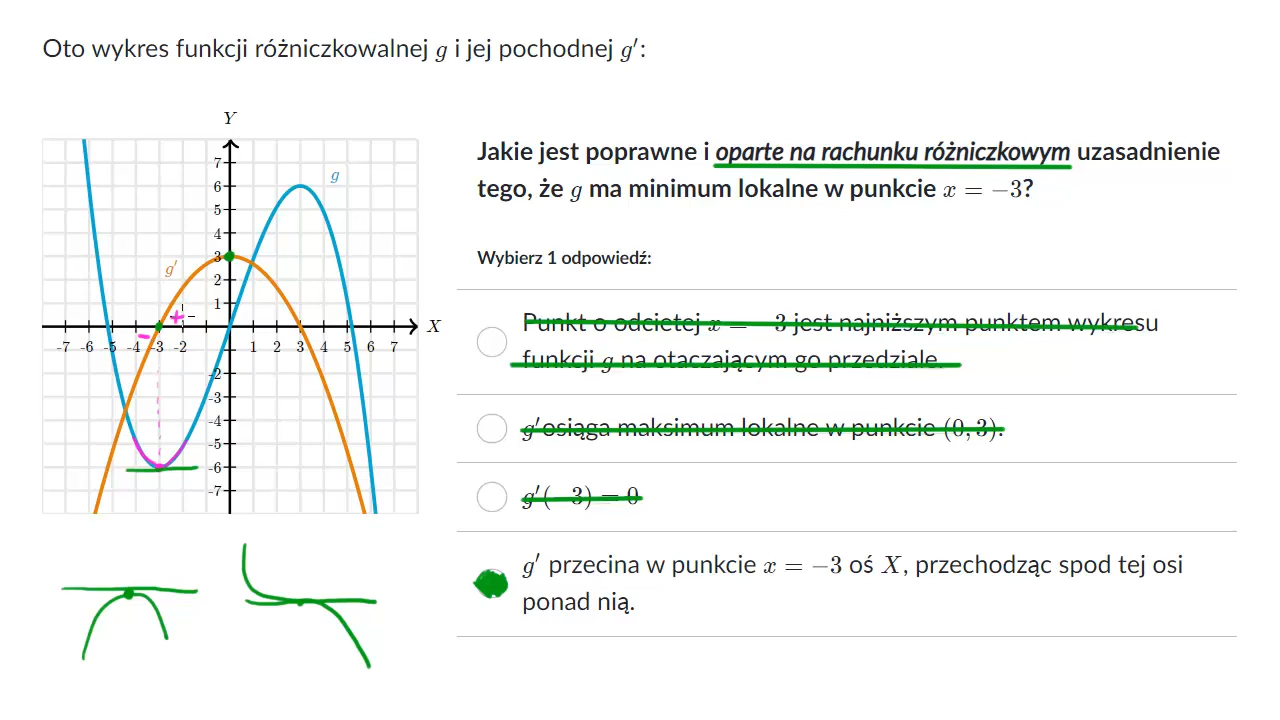 Oto wykres funkcji różniczkowalnej g i jej pochodnej g′:
Y
7
6
5
4
3
2
1
g
g′
+
-
X
-7 -6 -5 -4 -3 -2 1 2 3 4 5 6 7
-2
-3
-4
-5
-6
-7
Jakie jest poprawne i oparte na rachunku różniczkowym uzasadnienie
tego, że g ma minimum lokalne w punkcie x = −3?
Wybierz 1 odpowiedź:
Punkt o odciętej x = −3 jest najniższym punktem wykresu
funkcji g na otaczającym go przedziale.
g′ osiąga maksimum lokalne w punkcie (0, 3).
g′(−3) = 0
g′ przecina w punkcie x = −3 oś X, przechodząc spod tej osi
ponad nią.